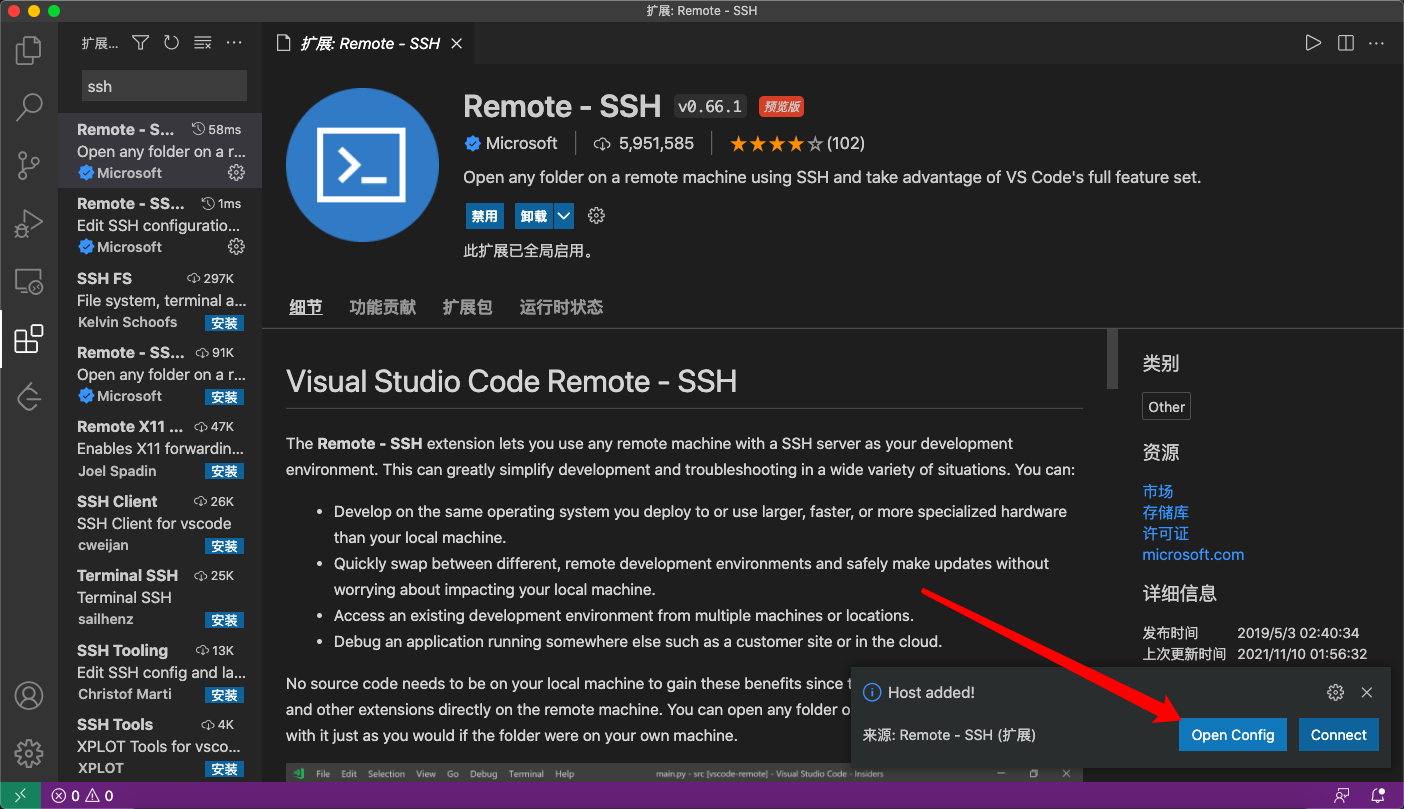 扩展: Remote - SSH
扩展...
扩展: Remote - SSH
ssh
Remote - S... 58ms
Open any folder on a r...
Microsoft
Remote - SS... 1ms
Edit SSH configuratio...
Microsoft
SSH FS 297K
File system, terminal a...
Kelvin Schoofs 安装
Remote - SS... 91K
Open any folder on a r...
Microsoft 安装
Remote X11 ... 47K
Enables X11 forwardin...
Joel Spadin 安装
SSH Client 26K
SSH Client for vscode
cweijan 安装
Terminal SSH 25K
Terminal SSH
sailhenz 安装
SSH Tooling 13K
Edit SSH config and la...
Christof Marti 安装
SSH Tools 4K
XPLOT Tools for vsco...
XPLOT 安装
Remote - SSH v0.66.1 预览版
Microsoft 5,951,585 (102)
Open any folder on a remote machine using SSH and take advantage of VS Code's full feature set.
禁用 卸载
此扩展已全局启用。
细节 功能贡献 扩展包 运行时状态
Visual Studio Code Remote - SSH
The Remote - SSH extension lets you use any remote machine with a SSH server as your development
environment. This can greatly simplify development and troubleshooting in a wide variety of situations. You can:
• Develop on the same operating system you deploy to or use larger, faster, or more specialized hardware
than your local machine.
• Quickly swap between different, remote development environments and safely make updates without
worrying about impacting your local machine.
• Access an existing development environment from multiple machines or locations.
• Debug an application running somewhere else such as a customer site or in the cloud.
No source code needs to be on your local machine to gain these benefits since
and other extensions directly on the remote machine. You can open any folder
with it just as you would if the folder were on your own machine.
File Edit Selection View Go Debug Terminal Help main.py - src [vscode-remote] - Visual Studio Code - Insiders
类别
Other
资源
市场
存储库
许可证
microsoft.com
详细信息
发布时间 2019/5/3 02:40:34
上次更新时间 2021/11/10 01:56:32
Host added!
来源: Remote - SSH (扩展)
Open Config Connect
0 0